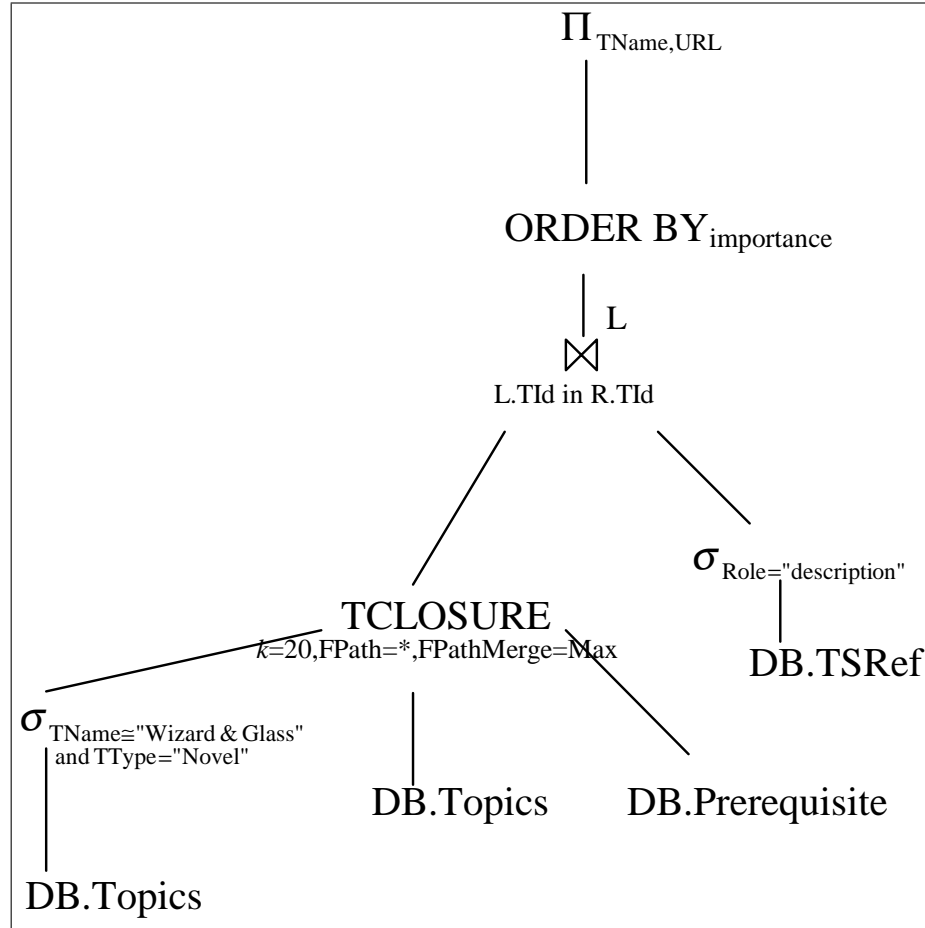 Π TName,URL
ORDER BY importance
L
⋈
L.TId in R.TId
σ Role="description"
TCLOSURE
k=20,FPath=*,FPathMerge=Max
DB.TSRef
σ TName≅"Wizard & Glass"
and TType="Novel"
DB.Topics
DB.Prerequisite
DB.Topics